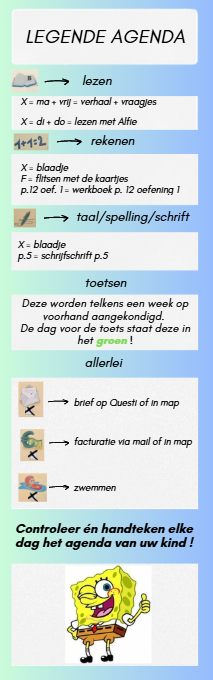 LEGENDE AGENDA
lezen
X = ma + vrij = verhaal + vraagjes
X = di + do = lezen met Alfie
1+1=2 rekenen
X = blaadje
F = flitsen met de kaartjes
p.12 oef. 1 = werkboek p. 12 oefening 1
taal/spelling/schrift
X = blaadje
p.5 = schrijfschrift p.5
toetsen
Deze worden telkens een week op
voorhand aangekondigd.
De dag voor de toets staat deze in
het groen !
allerlei
X
brief op Questi of in map
X
facturatie via mail of in map
X
zwemmen
Controleer én handteken elke
dag het agenda van uw kind !